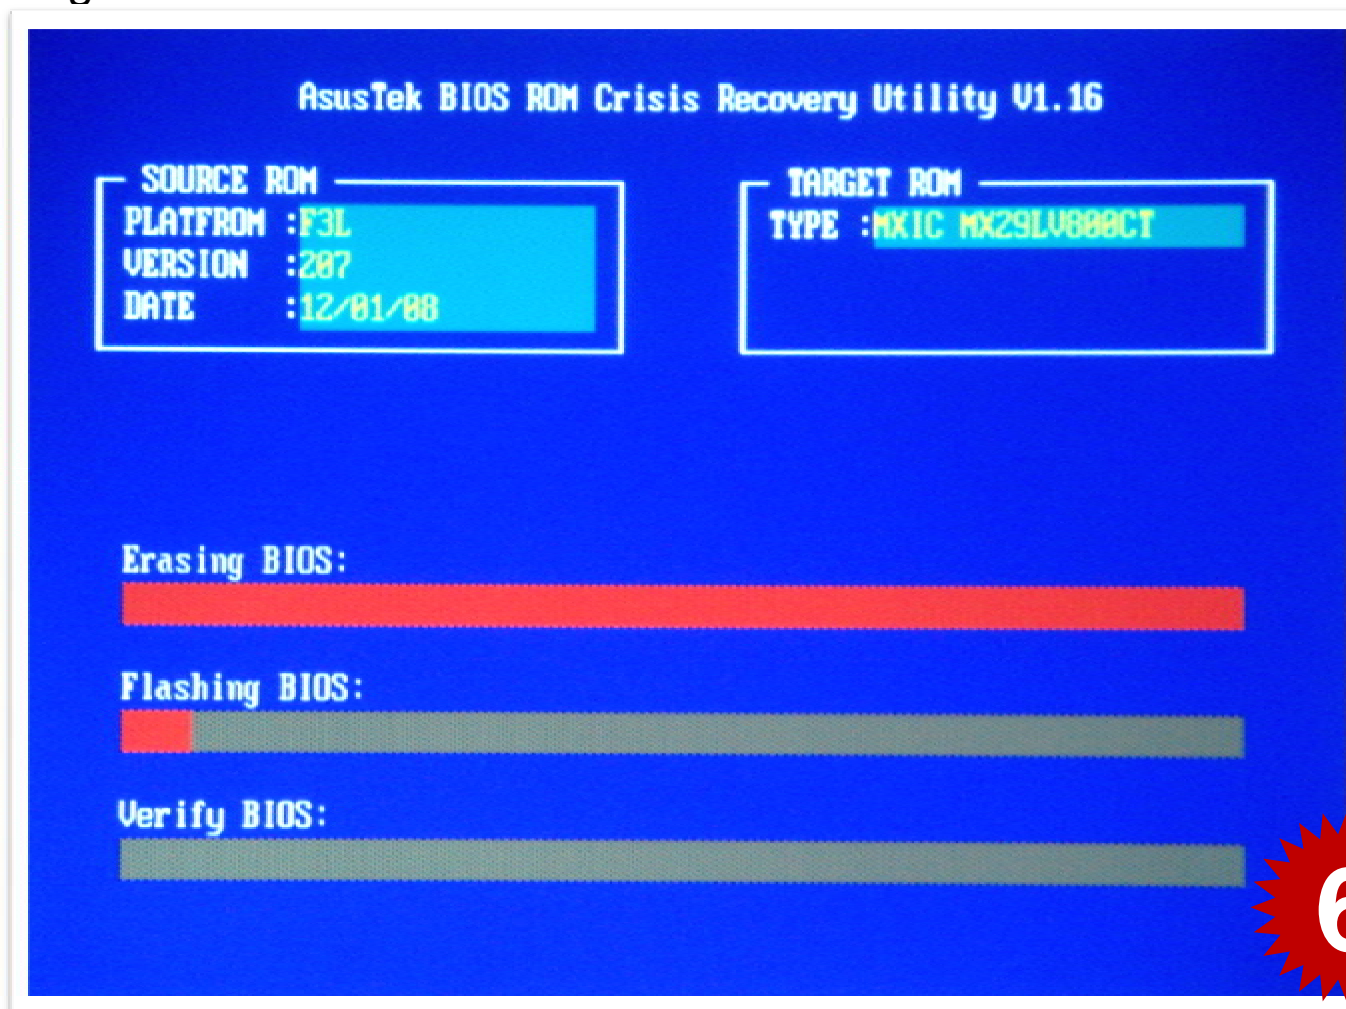 AsusTek BIOS ROM Crisis Recovery Utility V1.16
SOURCE ROM
PLATFROM :F3L
VERSION :207
DATE :12/01/08
TARGET ROM
TYPE :MXIC MX29LV800CT
Erasing BIOS:
Flashing BIOS:
Verify BIOS:
6